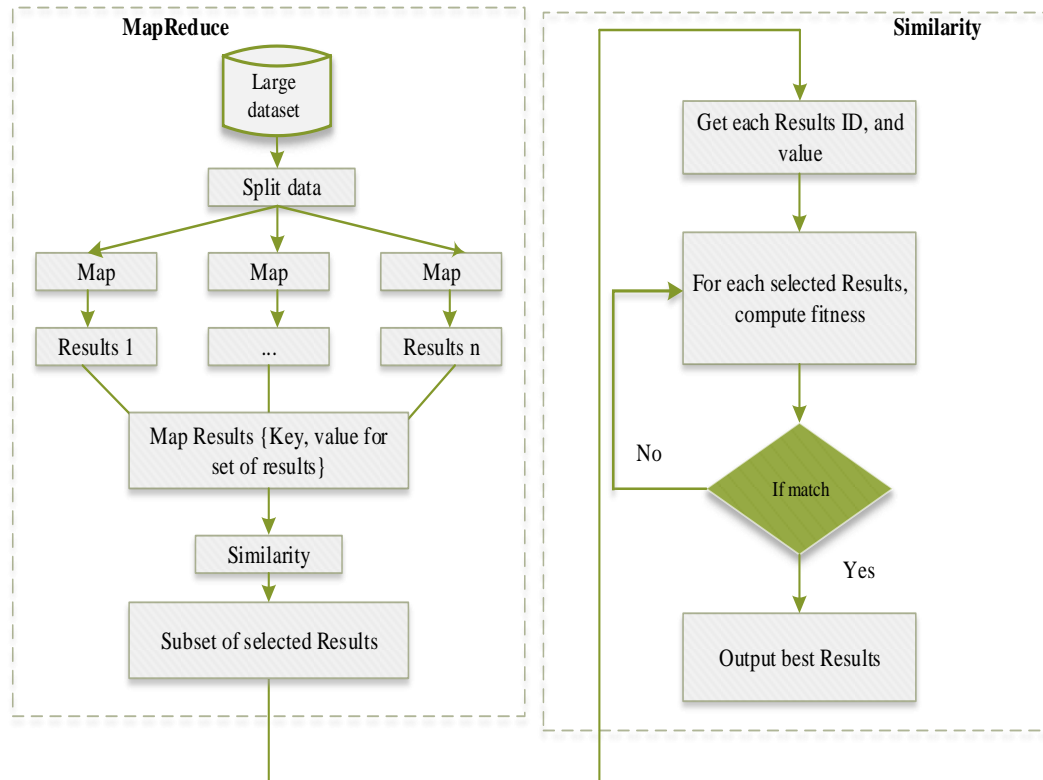 MapReduce
Large
dataset
Split data
Map
Map
Map
Results 1
...
Results n
Map Results {Key, value for
set of results}
Similarity
Subset of selected Results
Similarity
Get each Results ID, and
value
For each selected Results,
compute fitness
No
If match
Yes
Output best Results